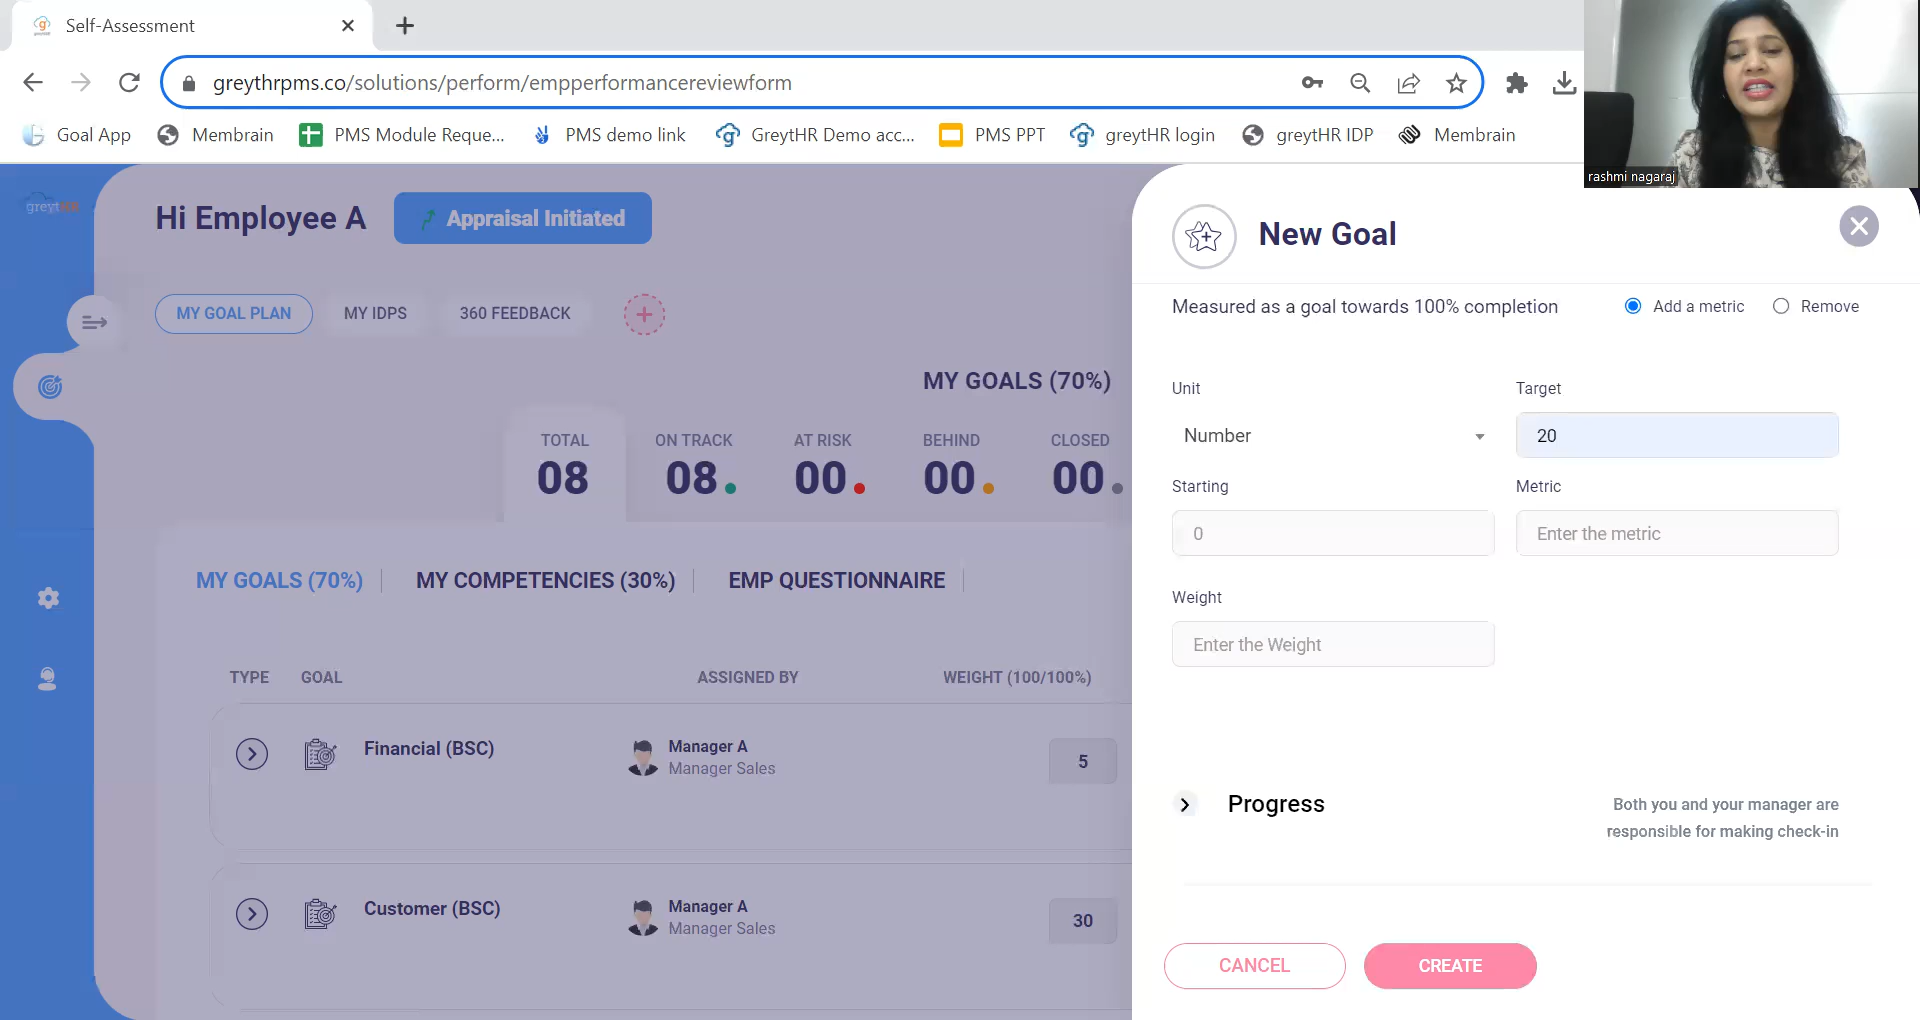 Self-Assessment
greythrpms.co/solutions/perform/empperformancereviewform
Goal App
Membrain
PMS Module Reque...
PMS demo link
GreytHR Demo acc...
PMS PPT
greytHR login
greytHR IDP
Membrain
rashmi nagaraj
greytHR
Hi Employee A
Appraisal Initiated
MY GOAL PLAN
MY IDPS
360 FEEDBACK
MY GOALS (70%)
TOTAL
08
ON TRACK
08
AT RISK
00
BEHIND
00
CLOSED
00
MY GOALS (70%)
MY COMPETENCIES (30%)
EMP QUESTIONNAIRE
TYPE
GOAL
ASSIGNED BY
WEIGHT (100/100%)
Financial (BSC)
Manager A
Manager Sales
5
Customer (BSC)
Manager A
Manager Sales
30
New Goal
Measured as a goal towards 100% completion
Add a metric
Remove
Unit
Number
Target
20
Starting
0
Metric
Enter the metric
Weight
Enter the Weight
Progress
Both you and your manager are
responsible for making check-in
CANCEL
CREATE